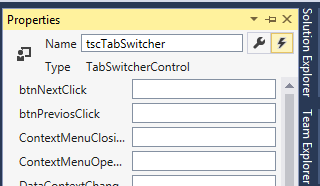 Properties
Name tscTabSwitcher
Type TabSwitcherControl
btnNextClick
btnPreviosClick
ContextMenuClosi...
ContextMenuOpe...
DataContextChang
Solution Explorer
Team Explorer